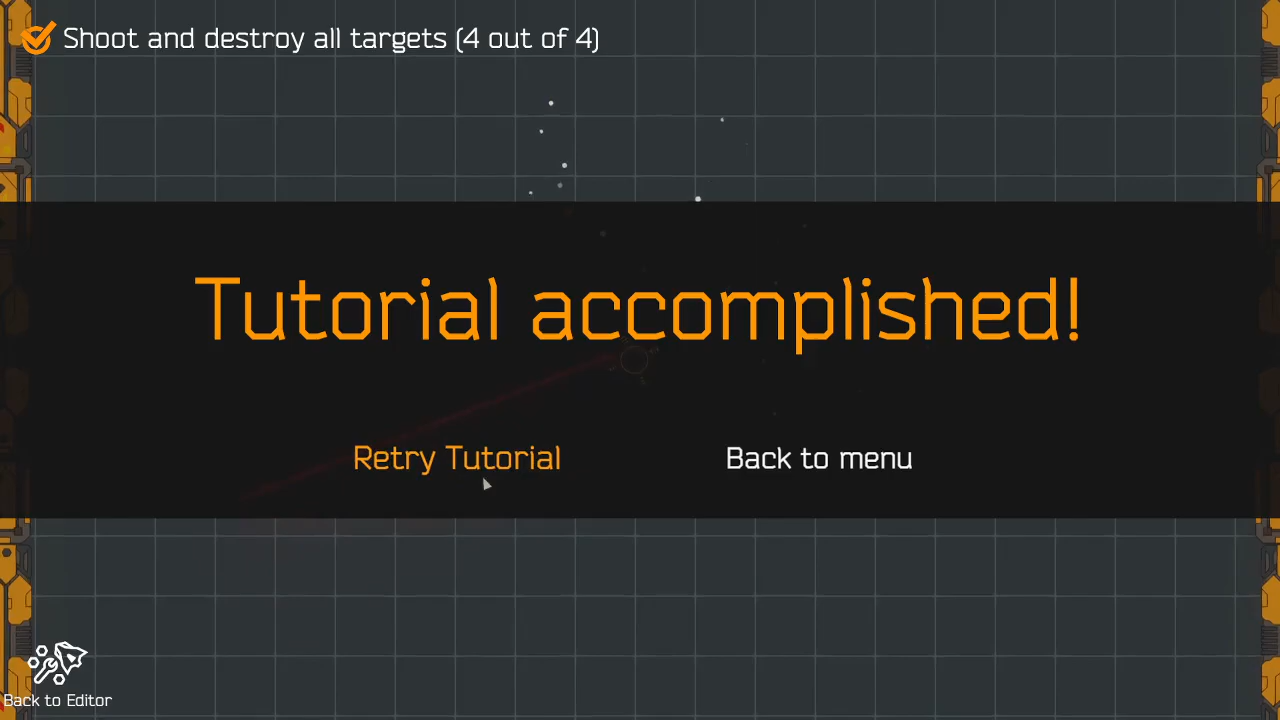 Shoot and destroy all targets (4 out of 4)
Tutorial accomplished!
Retry Tutorial
Back to menu
Back to Editor